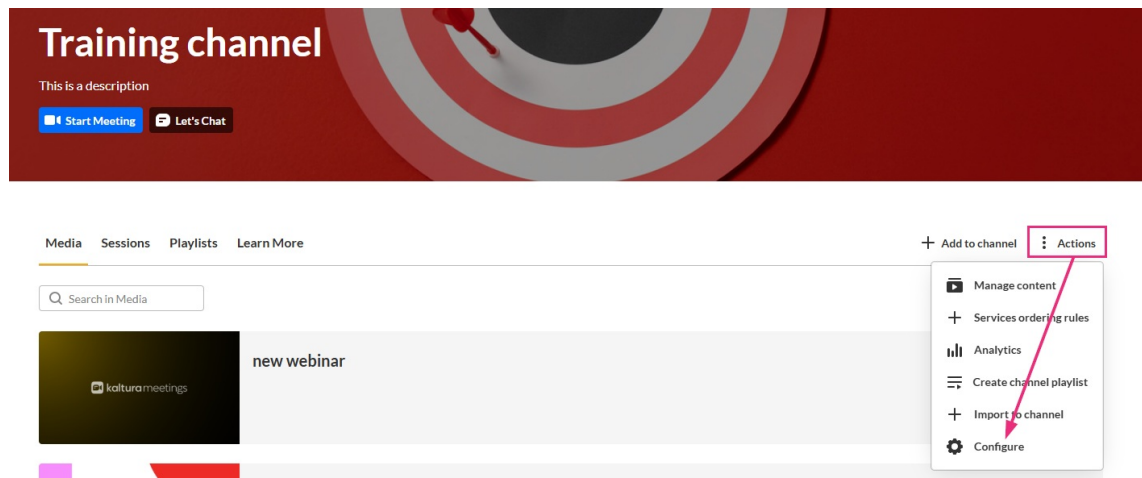 Training channel
This is a description
Start Meeting Let's Chat
Media Sessions Playlists Learn More
Add to channel Actions
Search in Media
Manage content
Services ordering rules
Analytics
Create channel playlist
Import to channel
Configure
new webinar
kaltura meetings